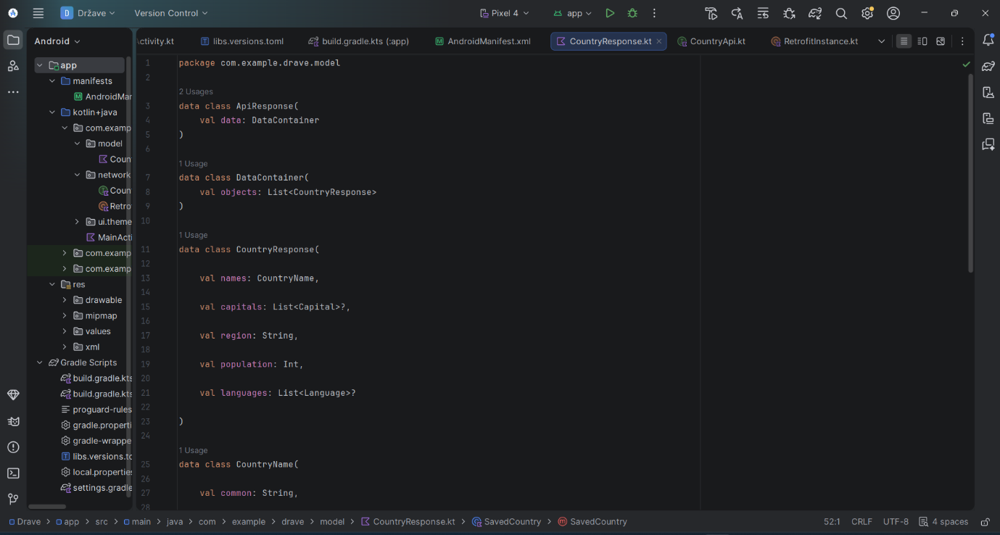 D Države Version Control Pixel 4 app
Android ctivity.kt libs.versions.toml build.gradle.kts (:app) AndroidManifest.xml CountryResponse.kt CountryApi.kt RetrofitInstance.kt
app
manifests
AndroidMan
kotlin+java
com.examp
model
Coun
network
Coun
Retro
ui.theme
MainActi
com.examp
com.examp
res
drawable
mipmap
values
xml
Gradle Scripts
build.gradle.kts
build.gradle.kts
proguard-rules
gradle.properti
gradle-wrappe
libs.versions.to
local.properties
settings.gradle
1 package com.example.drave.model
2
2 Usages
3 data class ApiResponse(
4 val data: DataContainer
5 )
6
1 Usage
7 data class DataContainer(
8 val objects: List<CountryResponse>
9 )
10
1 Usage
11 data class CountryResponse(
12
13 val names: CountryName,
14
15 val capitals: List<Capital>?,
16
17 val region: String,
18
19 val population: Int,
20
21 val languages: List<Language>?
22
23 )
24
1 Usage
25 data class CountryName(
26
27 val common: String,
28
Drave > app > src > main > java > com > example > drave > model > CountryResponse.kt > SavedCountry > SavedCountry 52:1 CRLF UTF-8 4 spaces